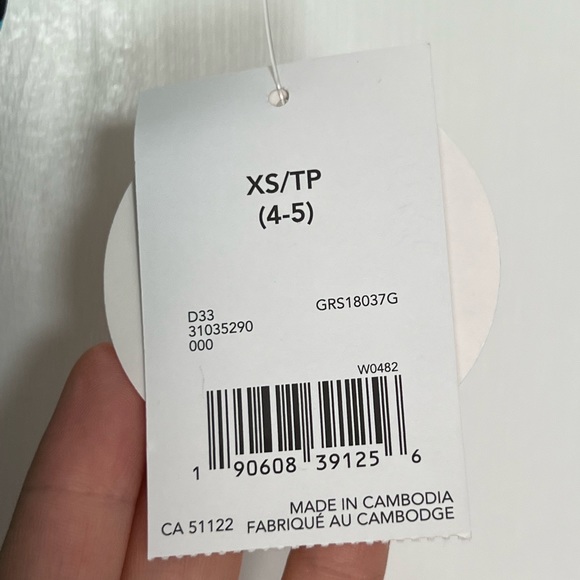 XS/TP
(4-5)
D33 GRS18037G
31035290
000
W0482
1 90608 39125 6
MADE IN CAMBODIA
CA 51122 FABRIQUÉ AU CAMBODGE